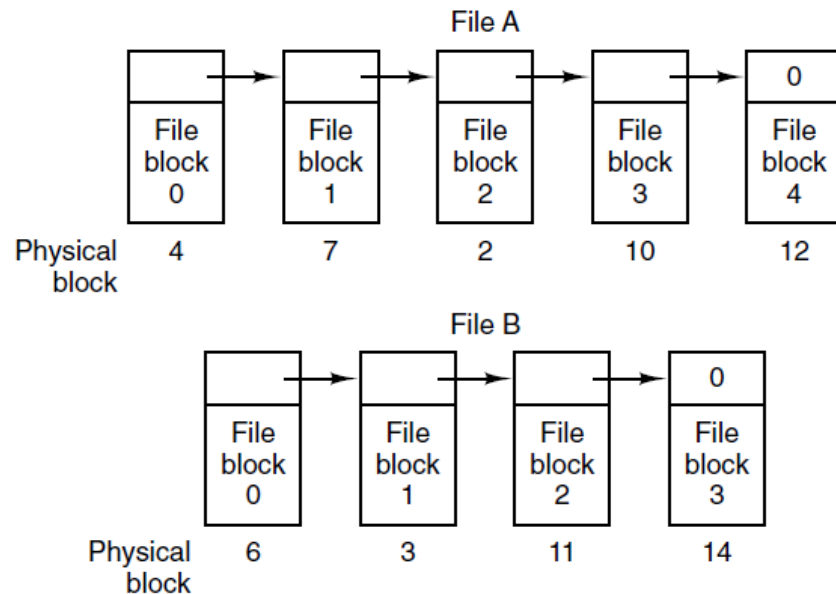 File A
0
File File File File File
block block block block block
0 1 2 3 4
Physical 4 7 2 10 12
block
File B
0
File File File File
block block block block
0 1 2 3
Physical 6 3 11 14
block